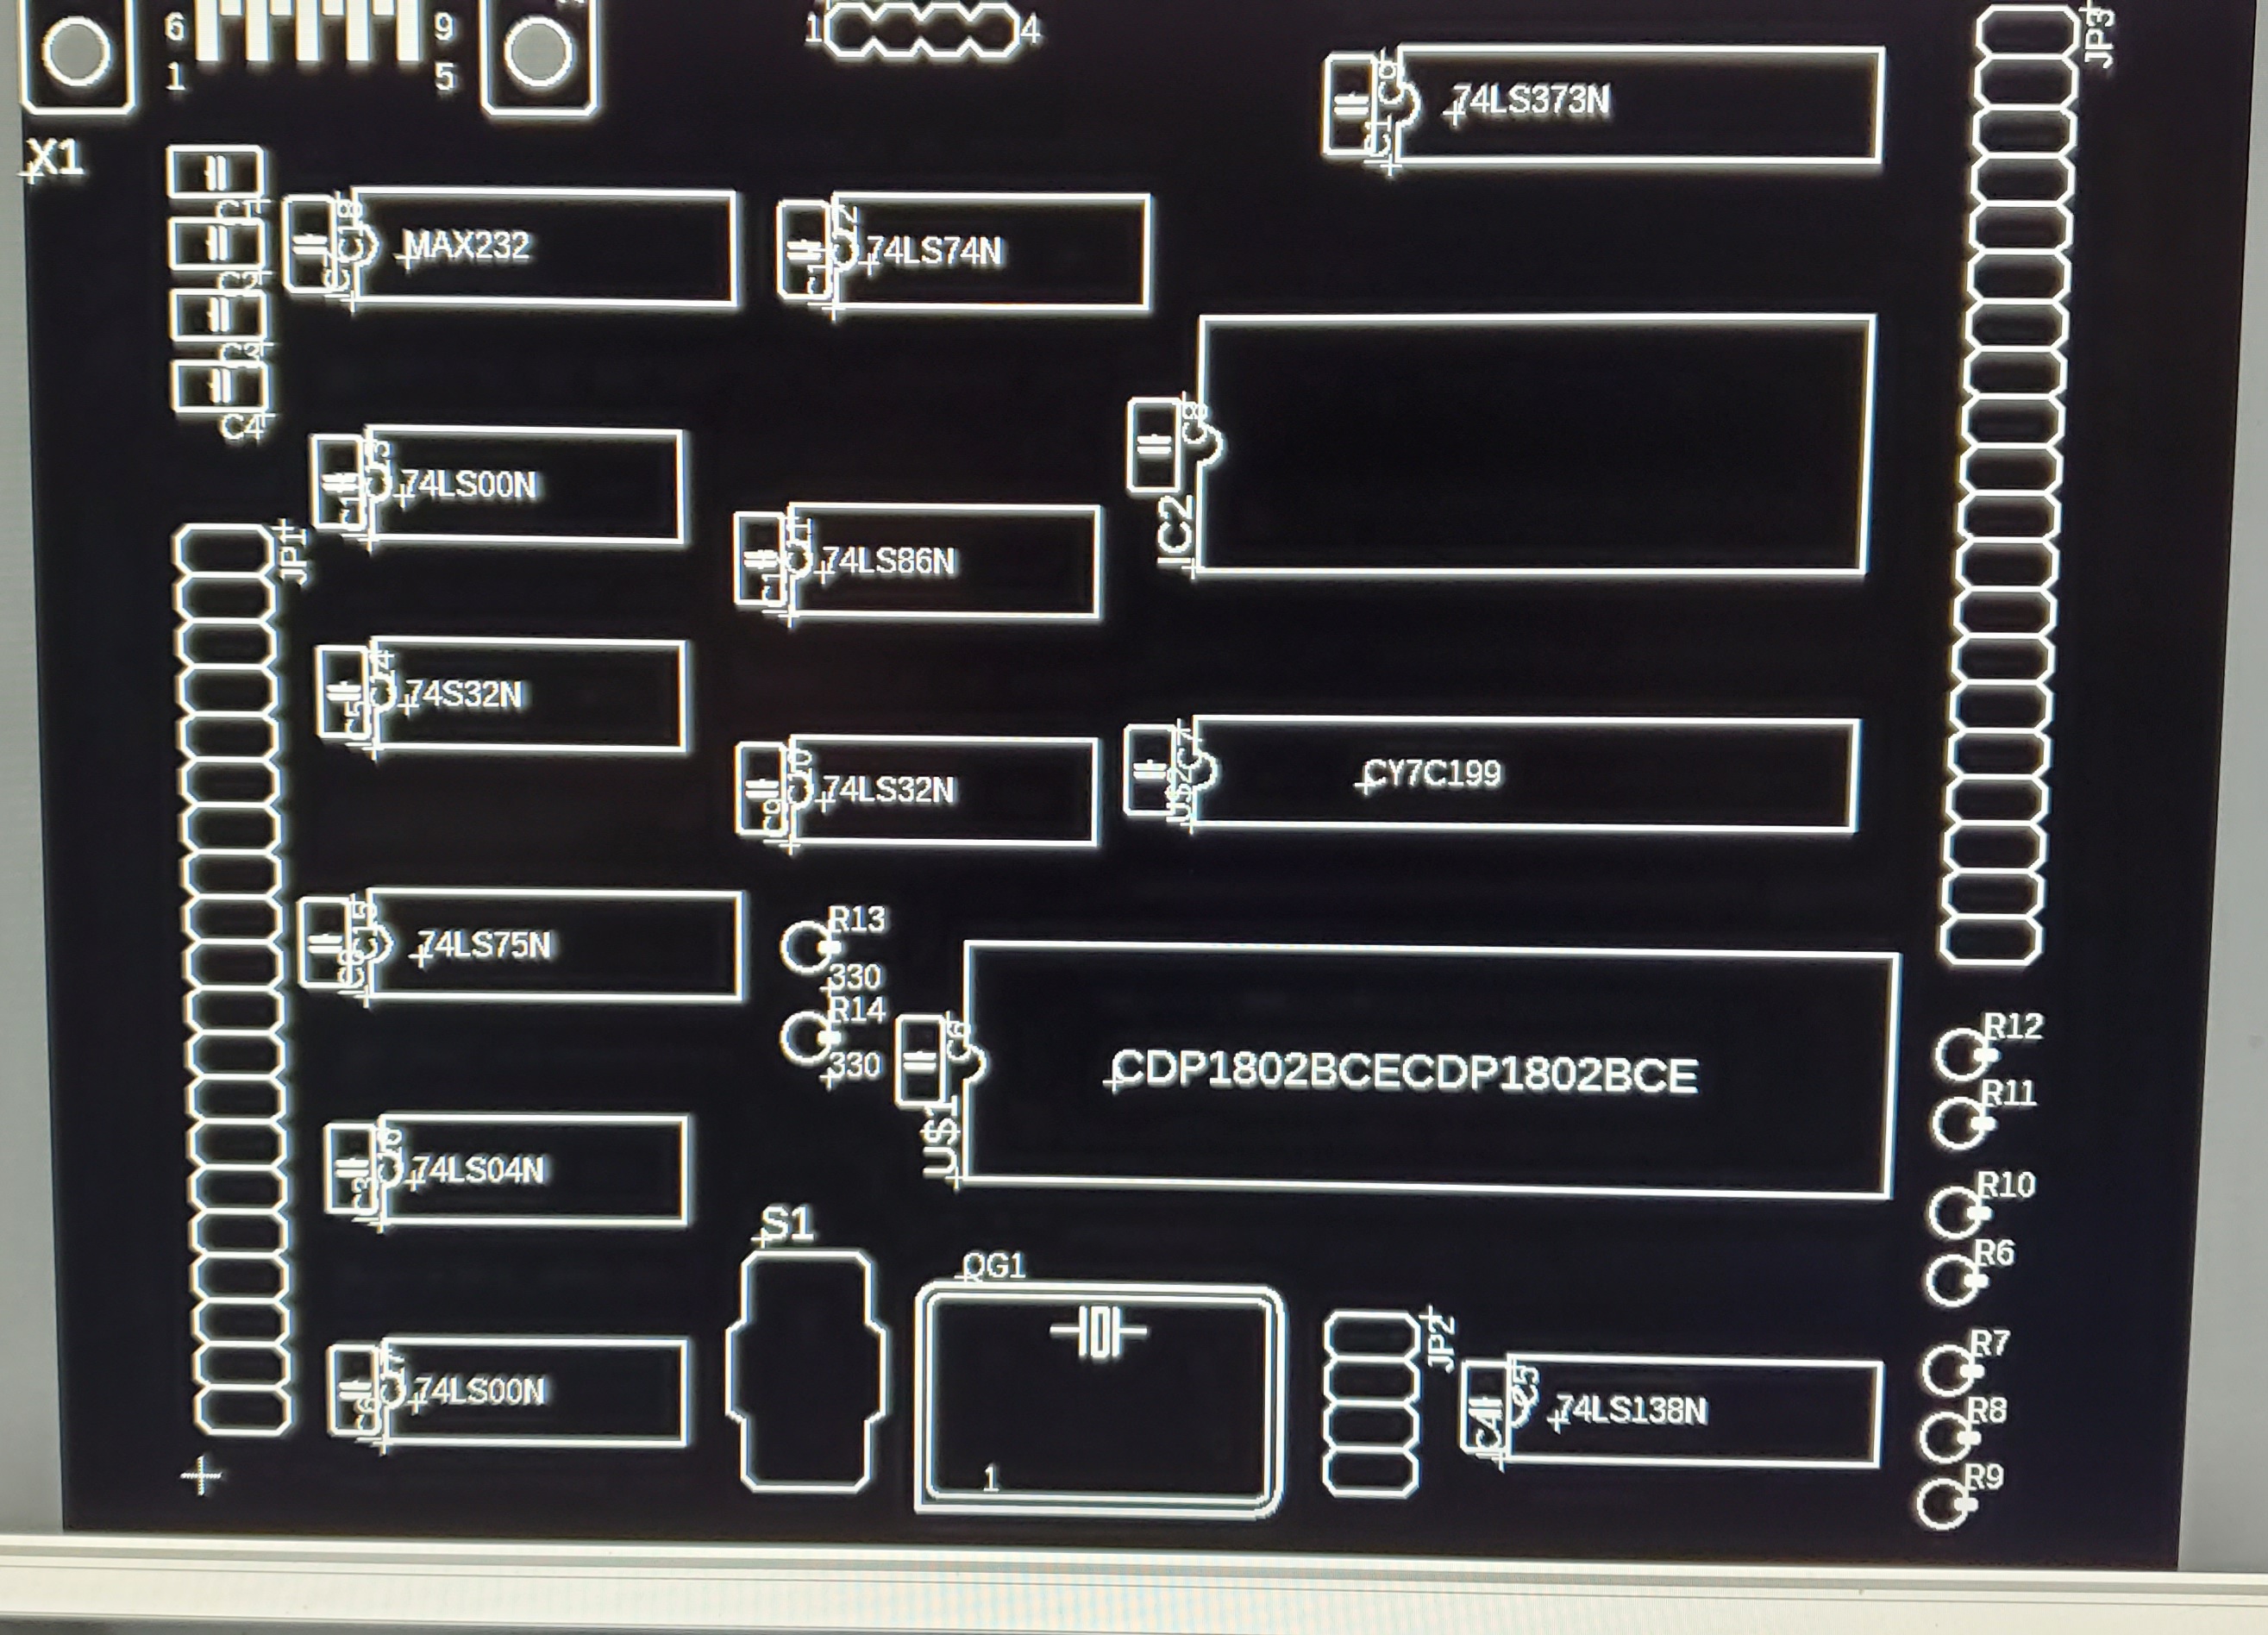 6 9
1 5
1 4
JP3
X1
74LS373N
C1
MAX232
74LS74N
C2
C3
C4
74LS00N
JP1
74LS86N
C8
IC2
74S32N
74LS32N
CY7C199
C7
74LS75N
R13
330
R14
330
CDP1802BCECDP1802BCE
US1
R12
R11
74LS04N
R10
S1
QG1
R6
JP2
R7
74LS00N
C4
74LS138N
R8
1
R9